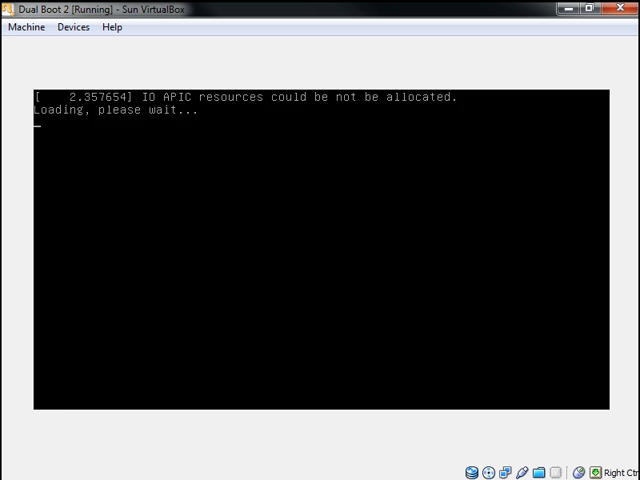 Dual Boot 2 [Running] - Sun VirtualBox
Machine Devices Help
[    2.357654] IO APIC resources could be not be allocated.
Loading, please wait...
Right Ctr